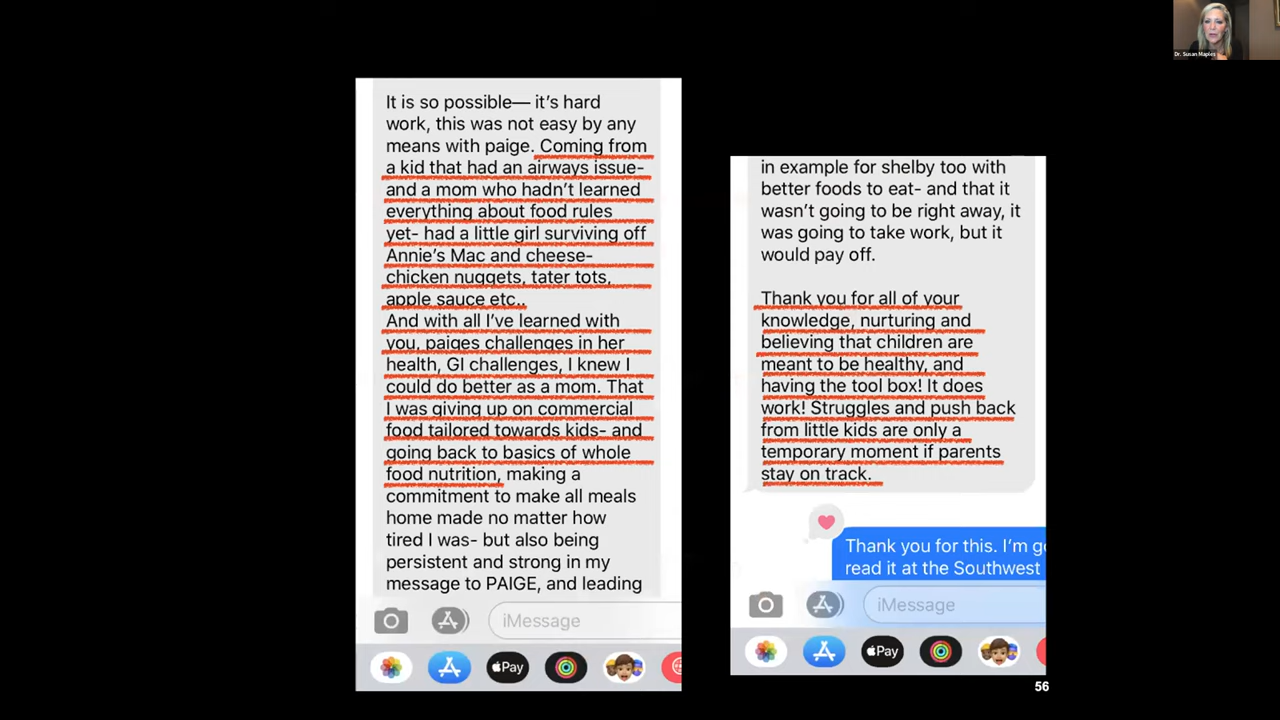 Dr. Susan Maples
It is so possible— it's hard
work, this was not easy by any
means with paige. Coming from
a kid that had an airways issue-
and a mom who hadn't learned
everything about food rules
yet- had a little girl surviving off
Annie's Mac and cheese-
chicken nuggets, tater tots,
apple sauce etc..
And with all I've learned with
you, paiges challenges in her
health, GI challenges, I knew I
could do better as a mom. That
I was giving up on commercial
food tailored towards kids- and
going back to basics of whole
food nutrition, making a
commitment to make all meals
home made no matter how
tired I was- but also being
persistent and strong in my
message to PAIGE, and leading
iMessage
Pay
in example for shelby too with
better foods to eat- and that it
wasn't going to be right away, it
was going to take work, but it
would pay off.
Thank you for all of your
knowledge, nurturing and
believing that children are
meant to be healthy, and
having the tool box! It does
work! Struggles and push back
from little kids are only a
temporary moment if parents
stay on track.
Thank you for this. I'm g
read it at the Southwest
iMessage
Pay
56